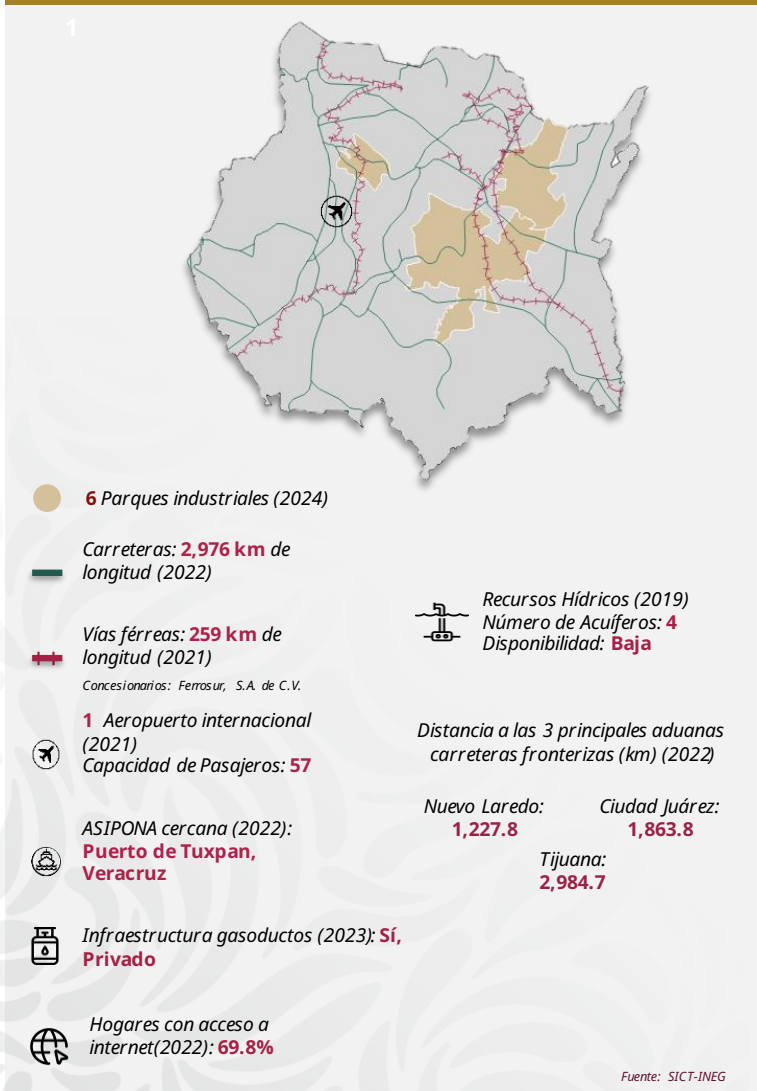 1
6 Parques industriales (2024)
Carreteras: 2,976 km de
longitud (2022)
Vías férreas: 259 km de
longitud (2021)
Concesionarios: Ferrosur, S.A. de C.V.
1 Aeropuerto internacional
(2021)
Capacidad de Pasajeros: 57
ASIPONA cercana (2022):
Puerto de Tuxpan,
Veracruz
Infraestructura gasoductos (2023): Sí,
Privado
Hogares con acceso a
internet(2022): 69.8%
Recursos Hídricos (2019)
Número de Acuíferos: 4
Disponibilidad: Baja
Distancia a las 3 principales aduanas
carreteras fronterizas (km) (2022)
Nuevo Laredo:
1,227.8
Ciudad Juárez:
1,863.8
Tijuana:
2,984.7
Fuente: SICT-INEG